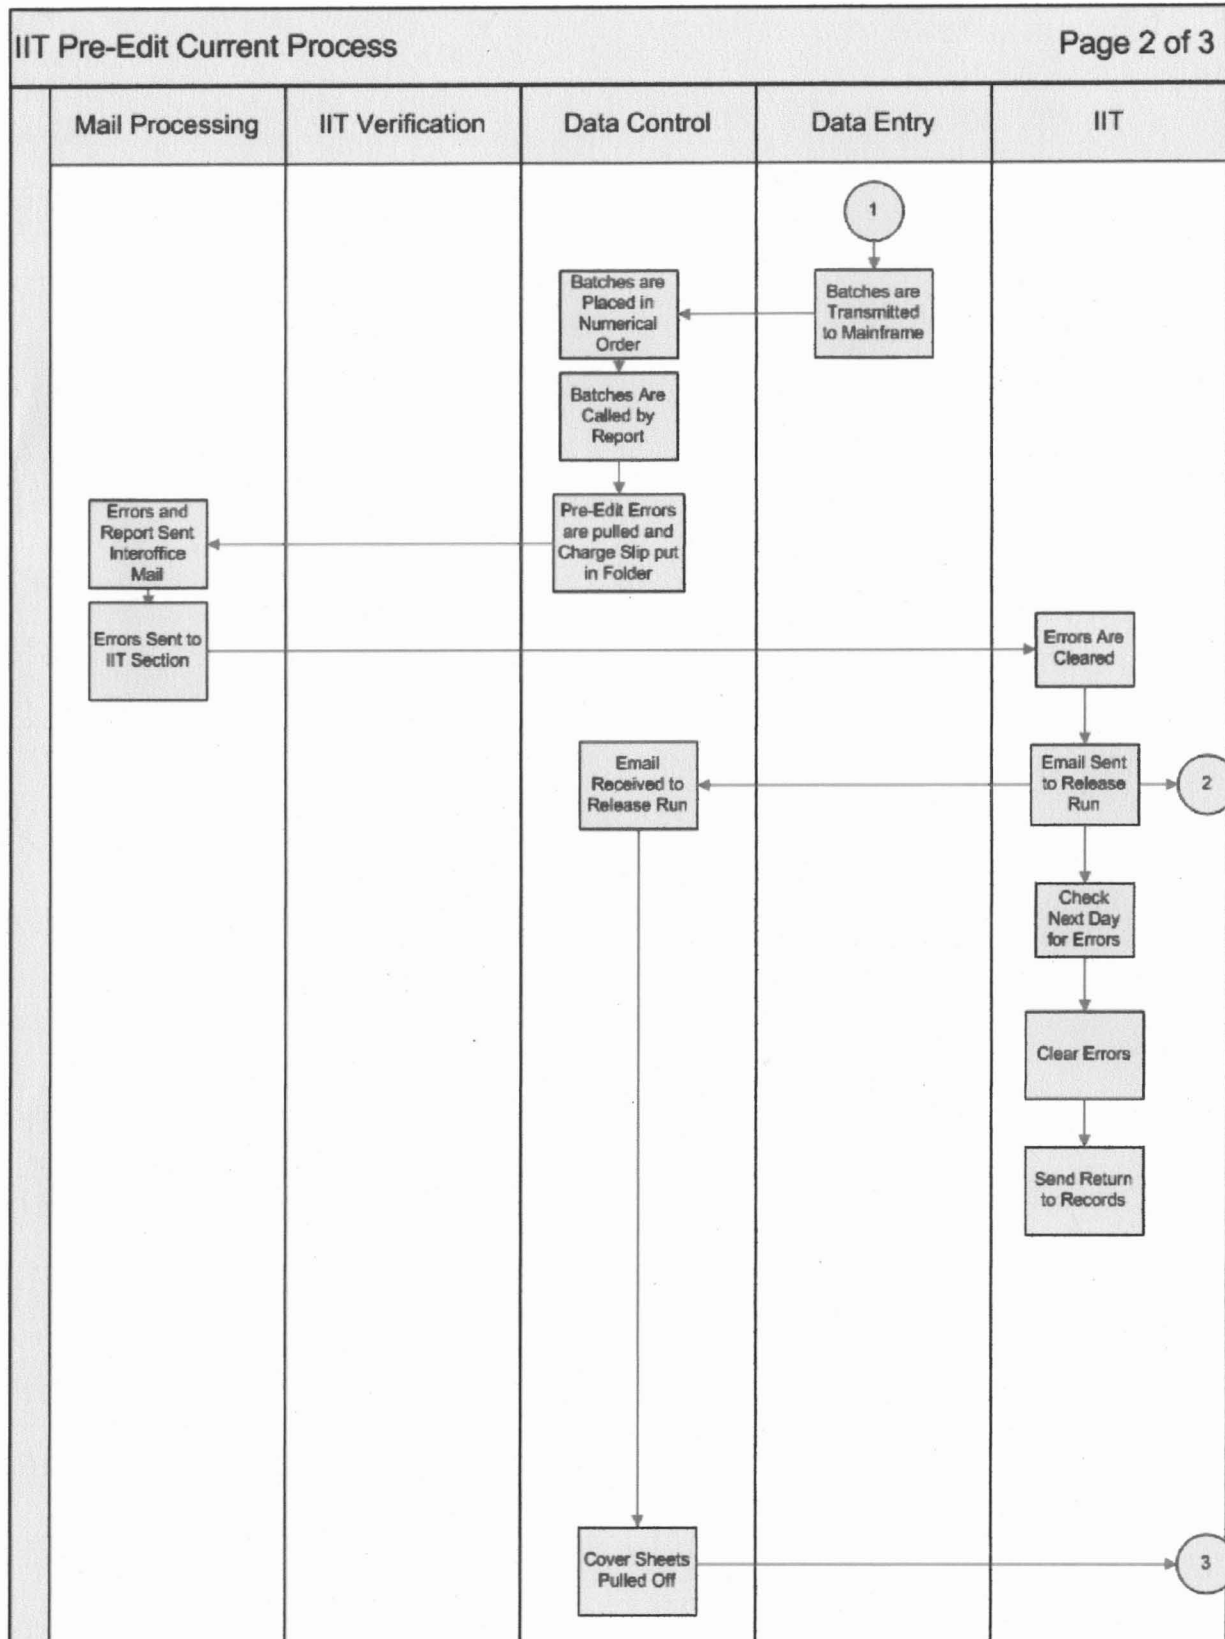 IIT Pre-Edit Current Process
Page 2 of 3
Mail Processing
IIT Verification
Data Control
Data Entry
IIT
1
Batches are
Placed in
Numerical
Order
Batches are
Transmitted
to Mainframe
Batches Are
Called by
Report
Errors and
Report Sent
Interoffice
Mail
Pre-Edit Errors
are pulled and
Charge Slip put
in Folder
Errors Sent to
IIT Section
Errors Are
Cleared
Email
Received to
Release Run
Email Sent
to Release
Run
2
Check
Next Day
for Errors
Clear Errors
Send Return
to Records
Cover Sheets
Pulled Off
3